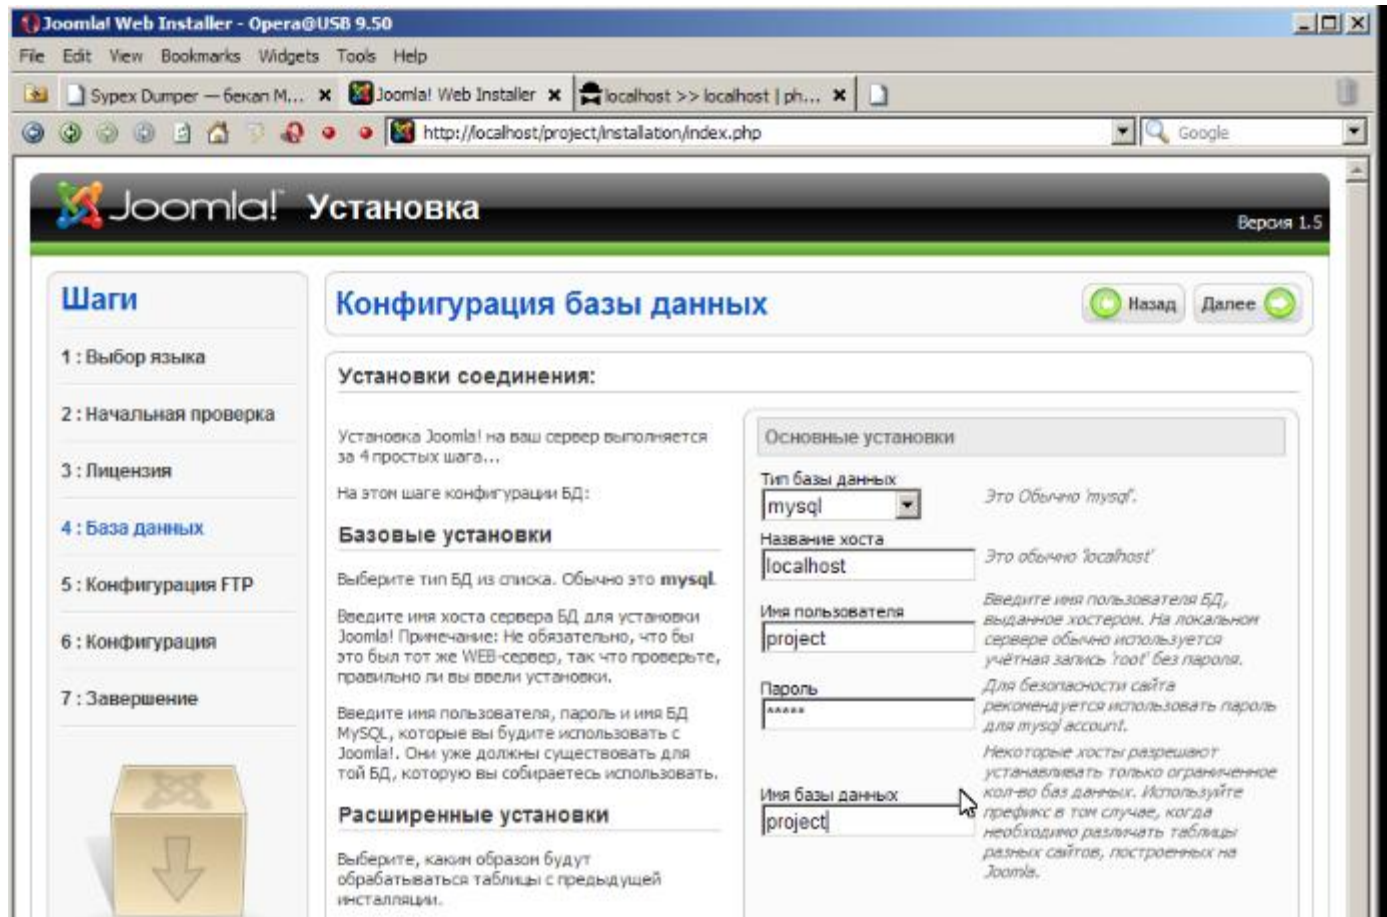 Joomla! Web Installer - Opera@USB 9.50
File Edit View Bookmarks Widgets Tools Help
Sypex Dumper — бекап M... Joomla! Web Installer localhost >> localhost | ph...
http://localhost/project/installation/index.php Google
Joomla!™ Установка
Версия 1.5
Шаги
1 : Выбор языка
2 : Начальная проверка
3 : Лицензия
4 : База данных
5 : Конфигурация FTP
6 : Конфигурация
7 : Завершение
Конфигурация базы данных
Назад Далее
Установки соединения:
Установка Joomla! на ваш сервер выполняется
за 4 простых шага...
На этом шаге конфигурации БД:
Базовые установки
Выберите тип БД из списка. Обычно это mysql.
Введите имя хоста сервера БД для установки
Joomla! Примечание: Не обязательно, что бы
это был тот же WEB-сервер, так что проверьте,
правильно ли вы ввели установки.
Введите имя пользователя, пароль и имя БД
MySQL, которые вы будите использовать с
Joomla!. Они уже должны существовать для
той БД, которую вы собираетесь использовать.
Расширенные установки
Выберите, каким образом будут
обрабатываться таблицы с предыдущей
инсталляции.
Основные установки
Тип базы данных
mysql
Это Обычно 'mysql'.
Название хоста
localhost
Это обычно 'localhost'
Имя пользователя
project
Введите имя пользователя БД,
выданное хостером. На локальном
сервере обычно используется
учётная запись 'root' без пароля.
Пароль
*****
Для безопасности сайта
рекомендуется использовать пароль
для mysql account.
Имя базы данных
project
Некоторые хосты разрешают
устанавливать только ограниченное
кол-во баз данных. Используйте
префикс в том случае, когда
необходимо различать таблицы
разных сайтов, построенных на
Joomla.